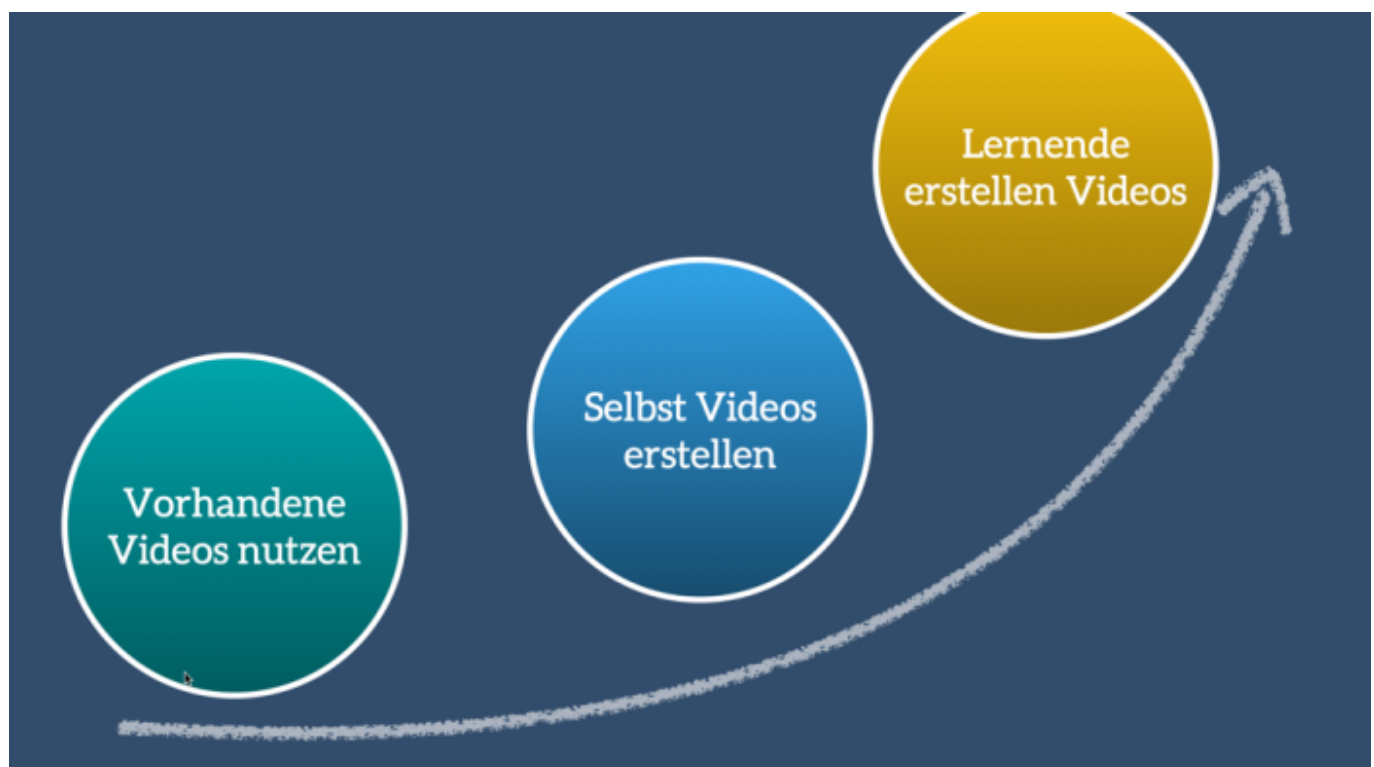 Vorhandene
Videos nutzen
Selbst Videos
erstellen
Lernende
erstellen Videos